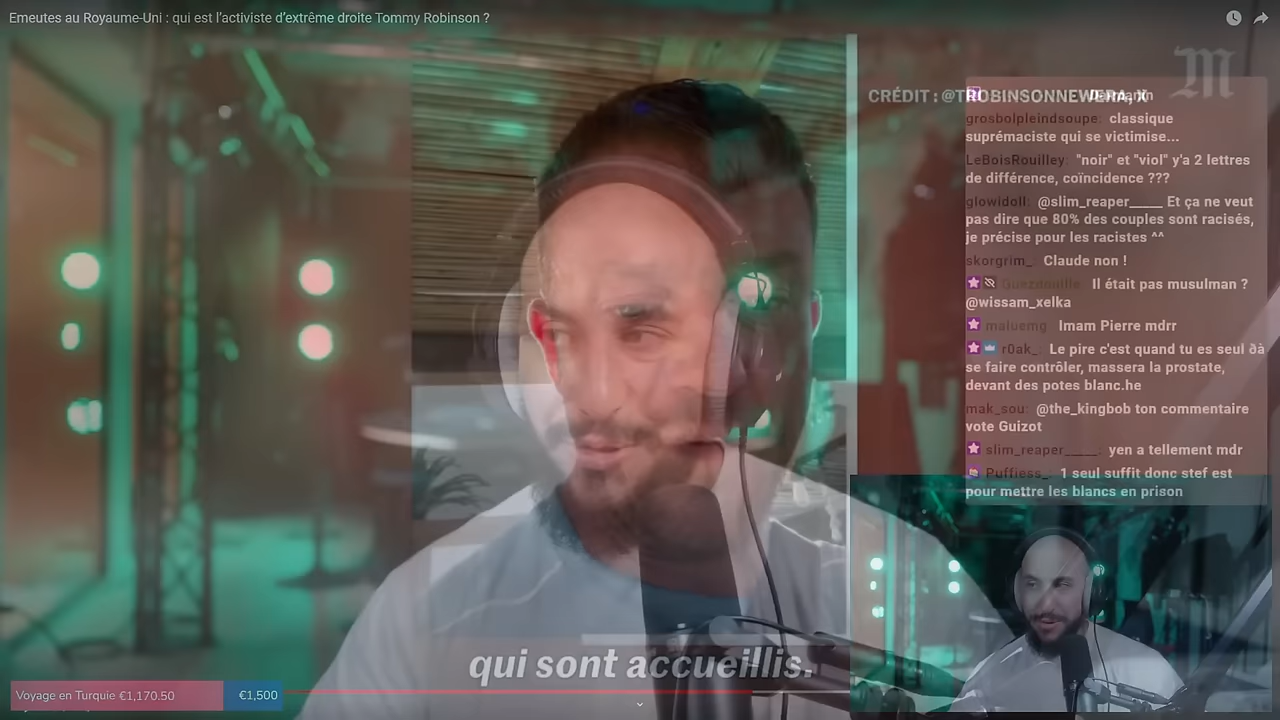 Emeutes au Royaume-Uni : qui est l'activiste d'extrême droite Tommy Robinson ?
M
CRÉDIT : @TROBINSONNEWERA, X
grosbolpleindsoupe: classique
suprémaciste qui se victimise...
LeBoisRouilley: "noir" et "viol" y'a 2 lettres
de différence, coïncidence ???
glowidoll: @slim_reaper_____ Et ça ne veut
pas dire que 80% des couples sont racisés,
je précise pour les racistes ^^
skorgrim_: Claude non !
Guezdouille: Il était pas musulman ?
@wissam_xelka
maluemg: Imam Pierre mdrr
r0ak_: Le pire c'est quand tu es seul ðà
se faire contrôler, massera la prostate,
devant des potes blanc.he
mak_sou: @the_kingbob ton commentaire
vote Guizot
slim_reaper_____: yen a tellement mdr
Puffiess_: 1 seul suffit donc stef est
pour mettre les blancs en prison
qui sont accueillis.
Voyage en Turquie €1,170.50 €1,500